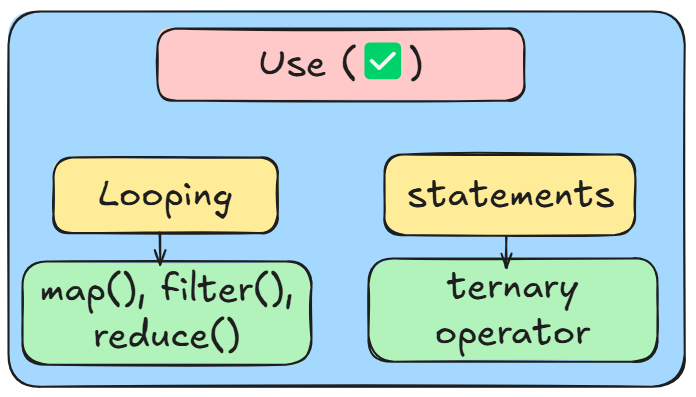 Use (✅)
Looping
statements
map(), filter(),
reduce()
ternary
operator